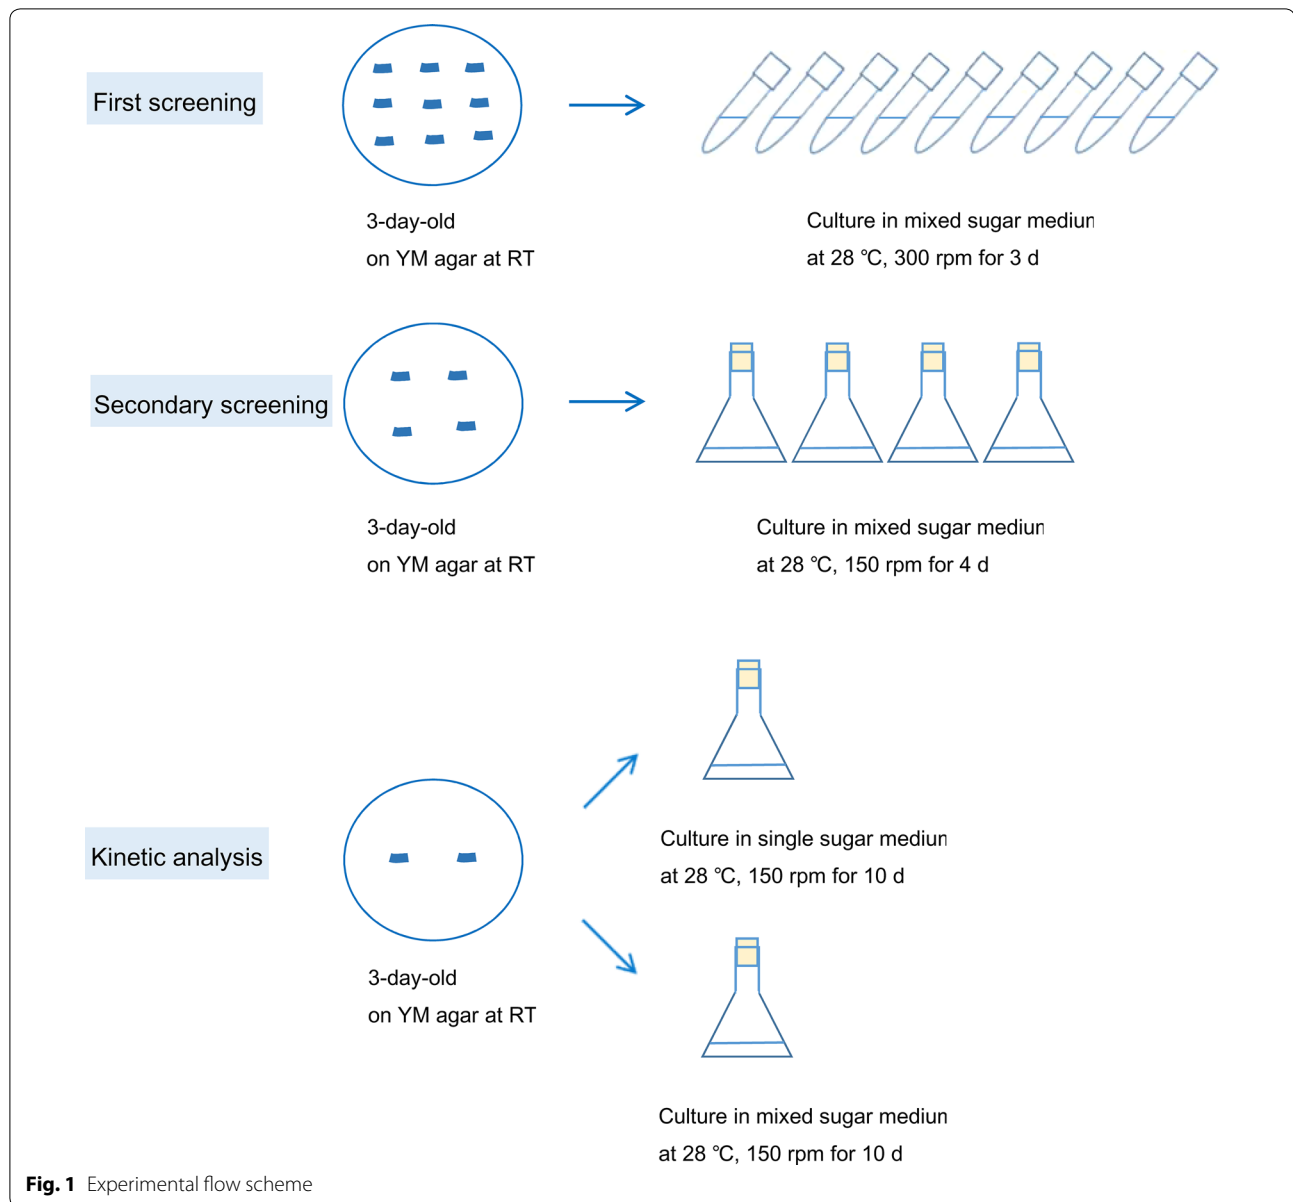 First screening
3-day-old
on YM agar at RT
Culture in mixed sugar mediun
at 28 ℃, 300 rpm for 3 d
Secondary screening
3-day-old
on YM agar at RT
Culture in mixed sugar mediun
at 28 ℃, 150 rpm for 4 d
Kinetic analysis
3-day-old
on YM agar at RT
Culture in single sugar mediun
at 28 ℃, 150 rpm for 10 d
Culture in mixed sugar mediun
at 28 ℃, 150 rpm for 10 d
Fig. 1 Experimental flow scheme